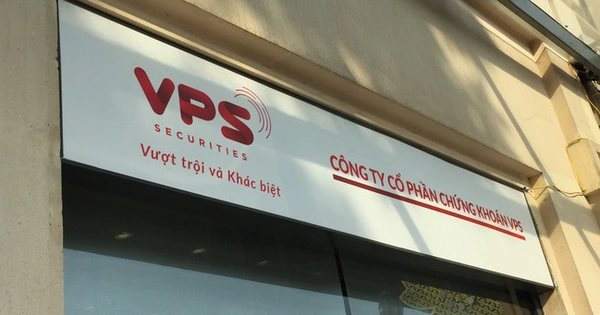 VPS
SECURITIES
Vượt trội và Khác biệt
CÔNG TY CỔ PHẦN CHỨNG KHOÁN VPS